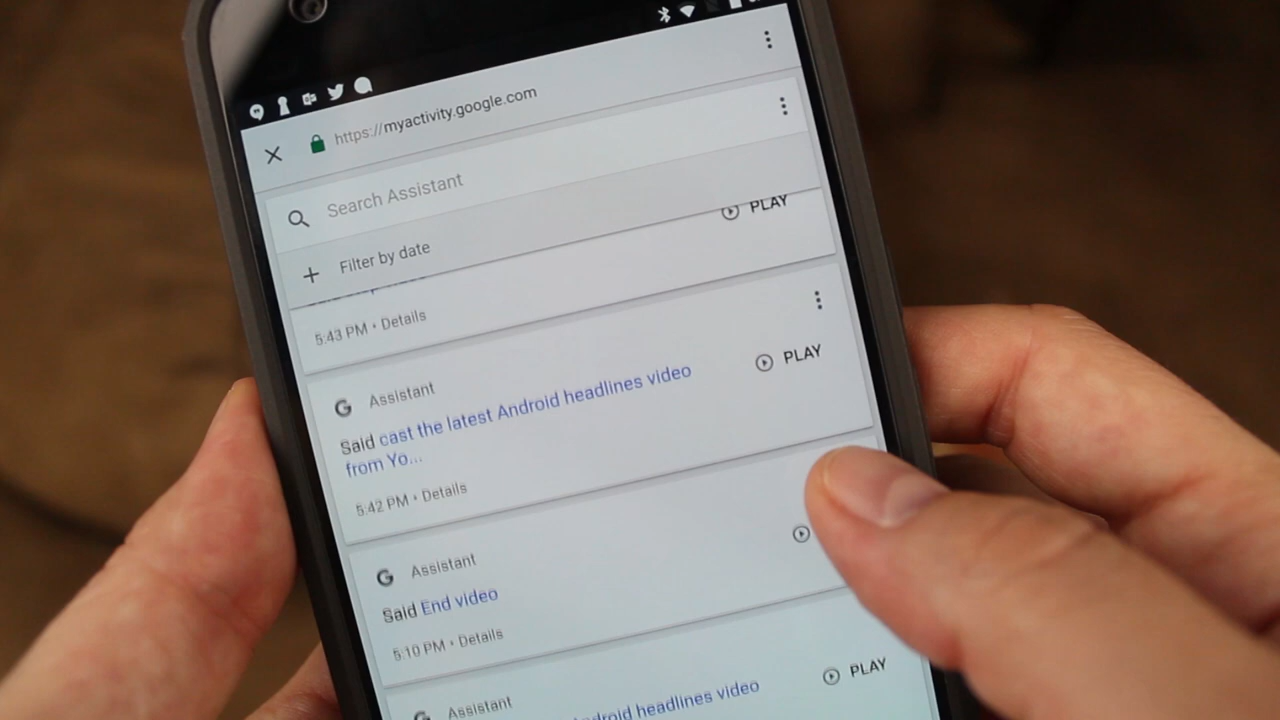 https://myactivity.google.com
Search Assistant
Filter by date
PLAY
5:43 PM • Details
Assistant
PLAY
Said cast the latest Android headlines video
from Yo...
5:42 PM • Details
Assistant
Said End video
5:10 PM • Details
Assistant
PLAY
headlines video